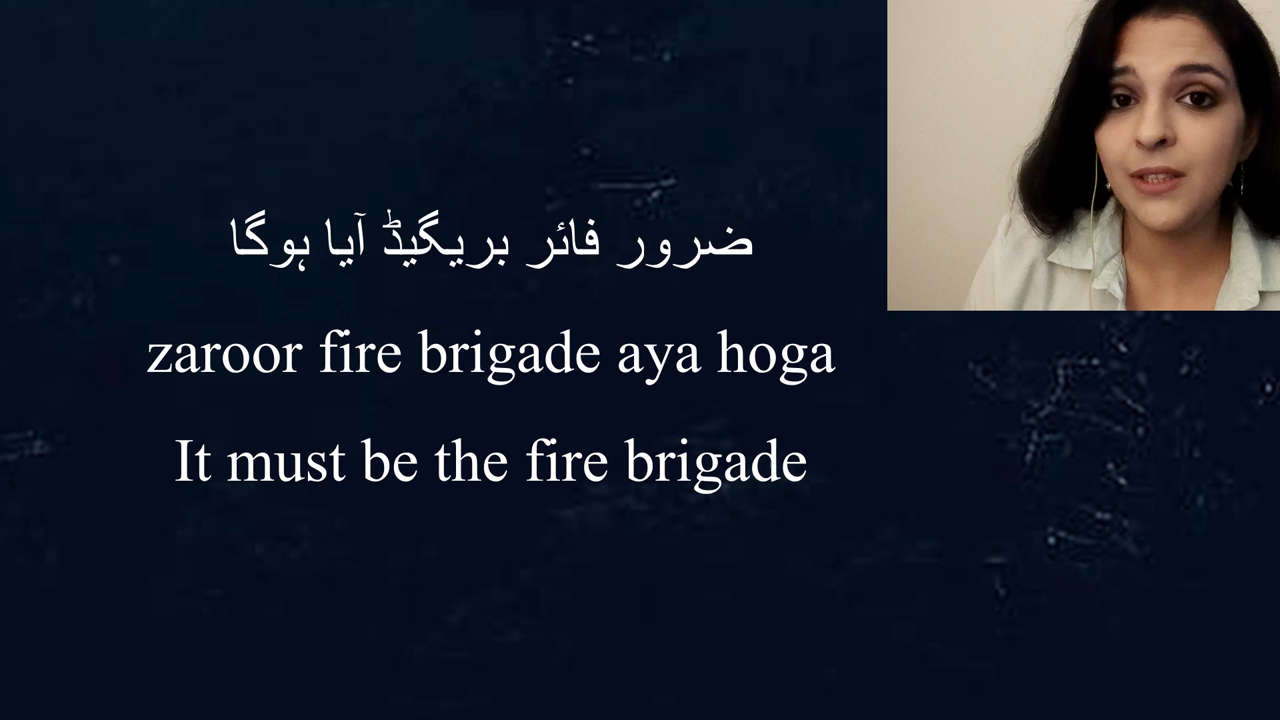 ضرور فائر بریگیڈ آیا ہوگا
zaroor fire brigade aya hoga
It must be the fire brigade